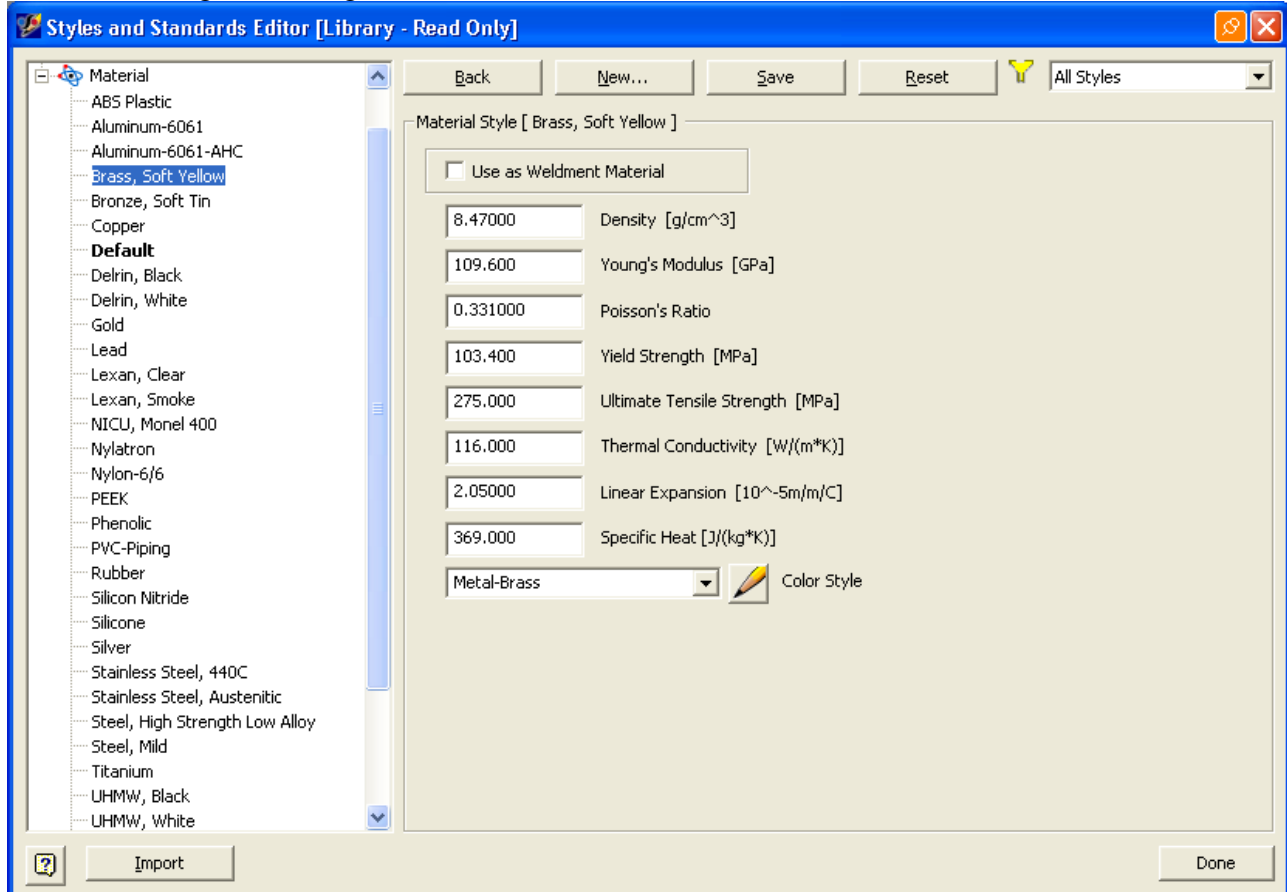 Styles and Standards Editor [Library - Read Only]
Material
ABS Plastic
Aluminum-6061
Aluminum-6061-AHC
Brass, Soft Yellow
Bronze, Soft Tin
Copper
Default
Delrin, Black
Delrin, White
Gold
Lead
Lexan, Clear
Lexan, Smoke
NICU, Monel 400
Nylatron
Nylon-6/6
PEEK
Phenolic
PVC-Piping
Rubber
Silicon Nitride
Silicone
Silver
Stainless Steel, 440C
Stainless Steel, Austenitic
Steel, High Strength Low Alloy
Steel, Mild
Titanium
UHMW, Black
UHMW, White
Back New... Save Reset All Styles
Material Style [ Brass, Soft Yellow ]
Use as Weldment Material
8.47000 Density [g/cm^3]
109.600 Young's Modulus [GPa]
0.331000 Poisson's Ratio
103.400 Yield Strength [MPa]
275.000 Ultimate Tensile Strength [MPa]
116.000 Thermal Conductivity [W/(m*K)]
2.05000 Linear Expansion [10^-5m/m/C]
369.000 Specific Heat [J/(kg*K)]
Metal-Brass Color Style
? Import Done